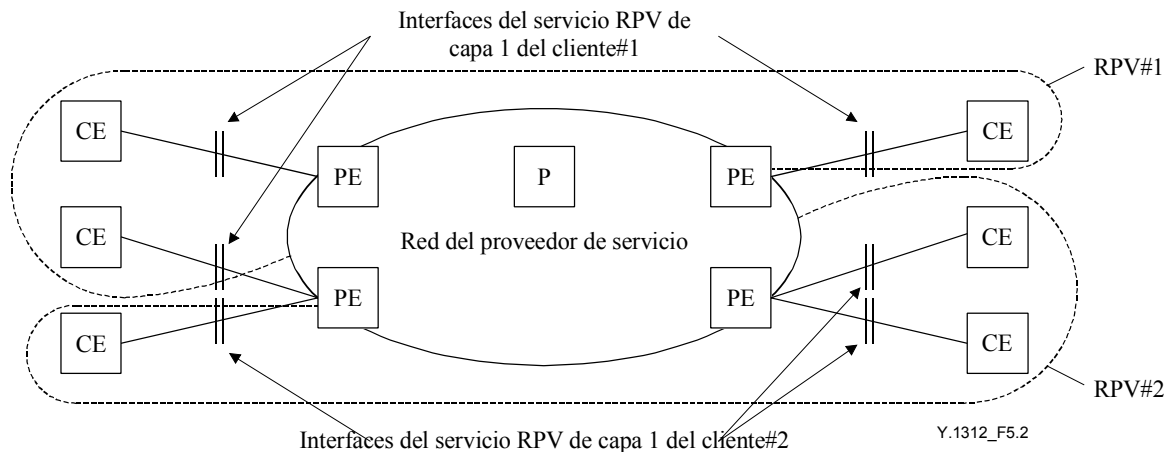 Interfaces del servicio RPV de
capa 1 del cliente#1
RPV#1
CE
CE
PE
P
PE
CE
CE
Red del proveedor de servicio
PE
PE
CE
CE
RPV#2
Interfaces del servicio RPV de capa 1 del cliente#2
Y.1312_F5.2